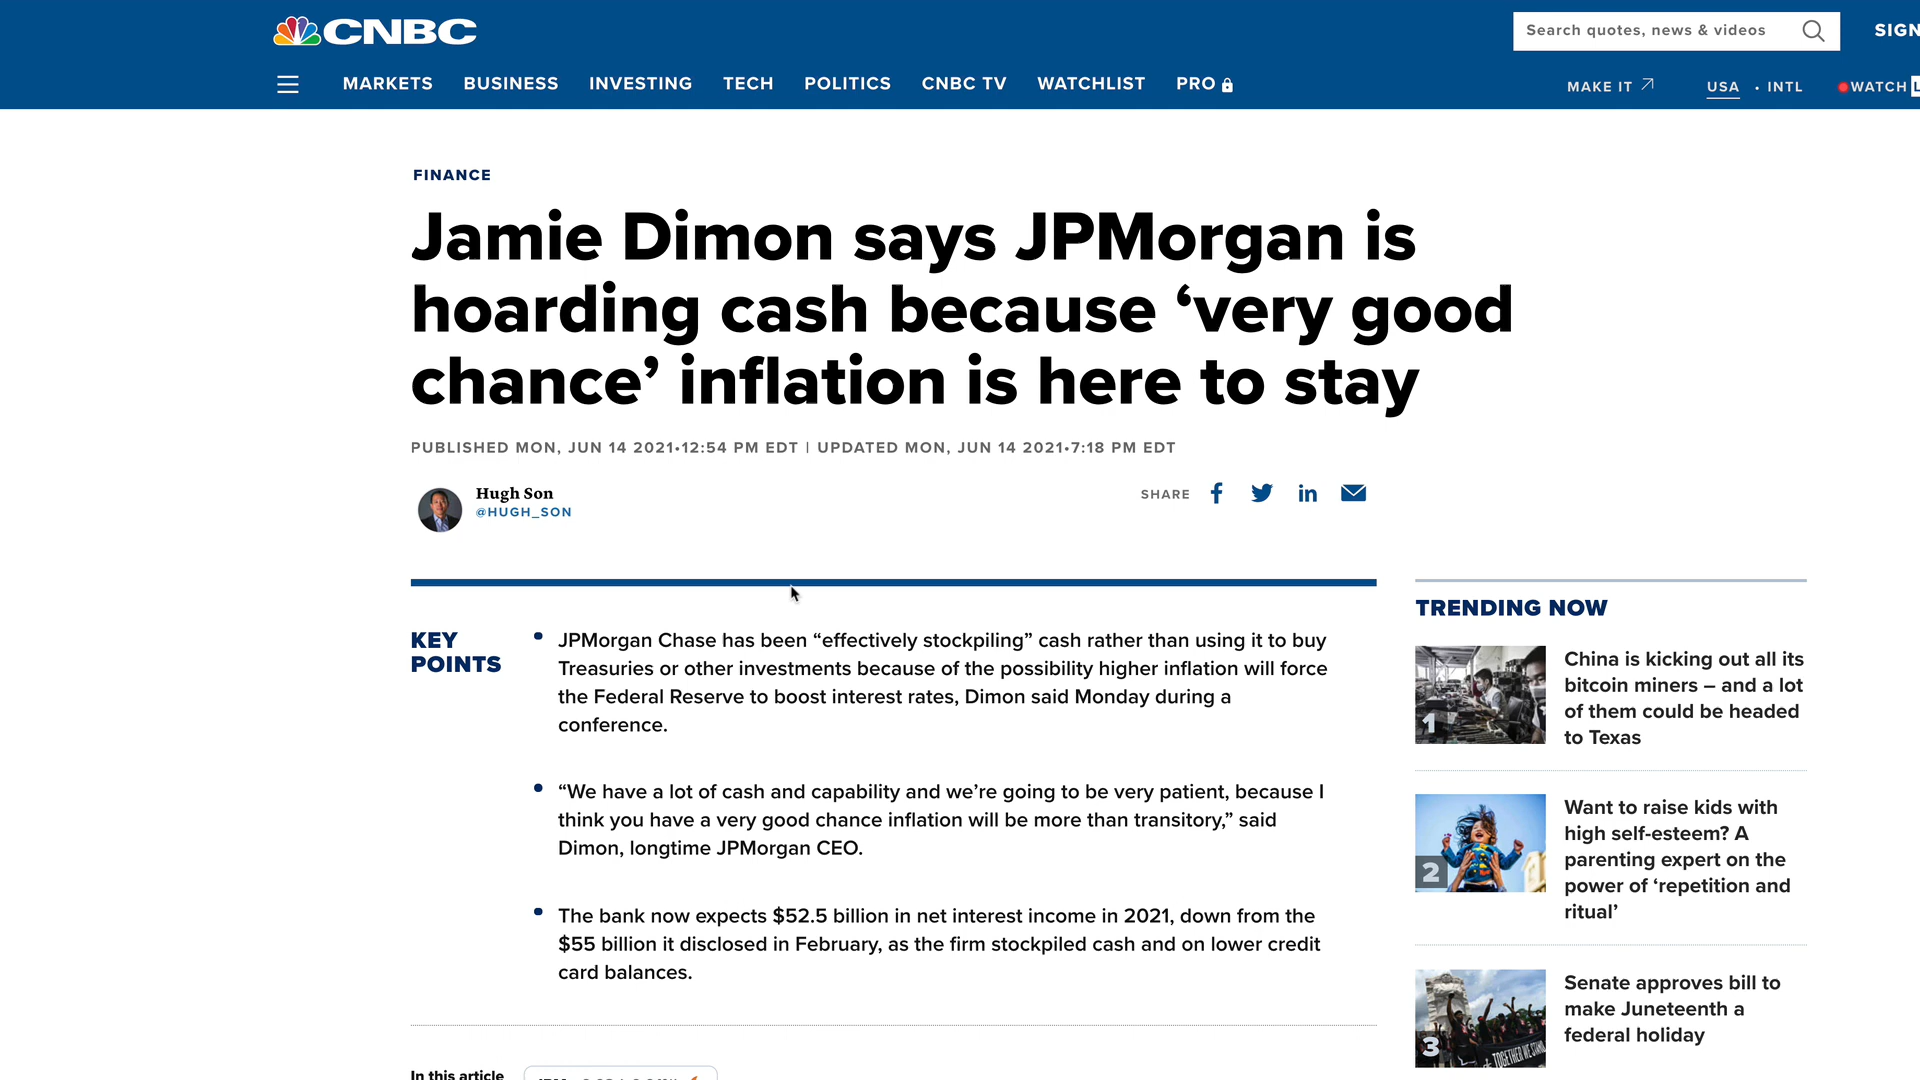 CNBC
Search quotes, news & videos
SIGN
MARKETS BUSINESS INVESTING TECH POLITICS CNBC TV WATCHLIST PRO
MAKE IT USA • INTL WATCH L
FINANCE
Jamie Dimon says JPMorgan is
hoarding cash because ‘very good
chance’ inflation is here to stay
PUBLISHED MON, JUN 14 2021•12:54 PM EDT | UPDATED MON, JUN 14 2021•7:18 PM EDT
Hugh Son
@HUGH_SON
SHARE
KEY
POINTS
JPMorgan Chase has been “effectively stockpiling” cash rather than using it to buy
Treasuries or other investments because of the possibility higher inflation will force
the Federal Reserve to boost interest rates, Dimon said Monday during a
conference.
“We have a lot of cash and capability and we’re going to be very patient, because I
think you have a very good chance inflation will be more than transitory,” said
Dimon, longtime JPMorgan CEO.
The bank now expects $52.5 billion in net interest income in 2021, down from the
$55 billion it disclosed in February, as the firm stockpiled cash and on lower credit
card balances.
In this article
TRENDING NOW
1
China is kicking out all its
bitcoin miners – and a lot
of them could be headed
to Texas
2
Want to raise kids with
high self-esteem? A
parenting expert on the
power of ‘repetition and
ritual’
3
TOGETHER WE STAND
Senate approves bill to
make Juneteenth a
federal holiday